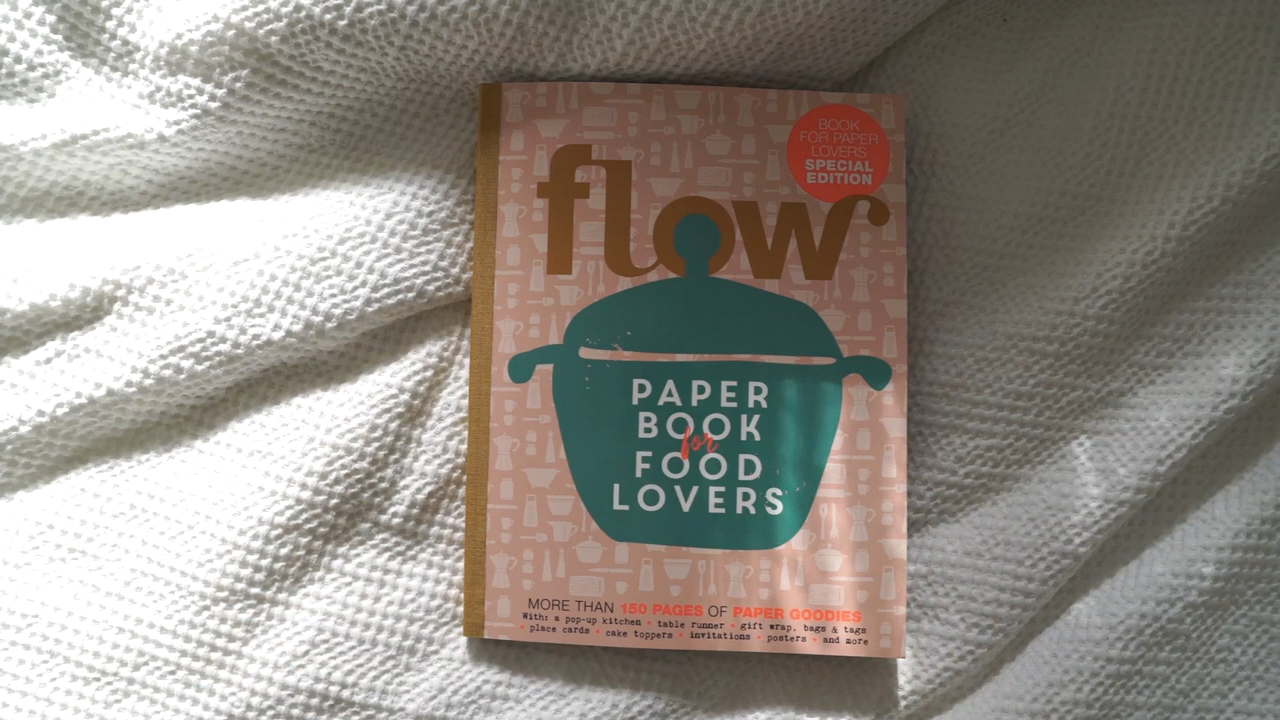 BOOK
FOR PAPER
LOVERS
SPECIAL
EDITION
flow
PAPER
BOOK
for
FOOD
LOVERS
MORE THAN 150 PAGES OF PAPER GOODIES
With: a pop-up kitchen • table runner • gift wrap, bags & tags
• place cards • cake toppers • invitations • posters • and more